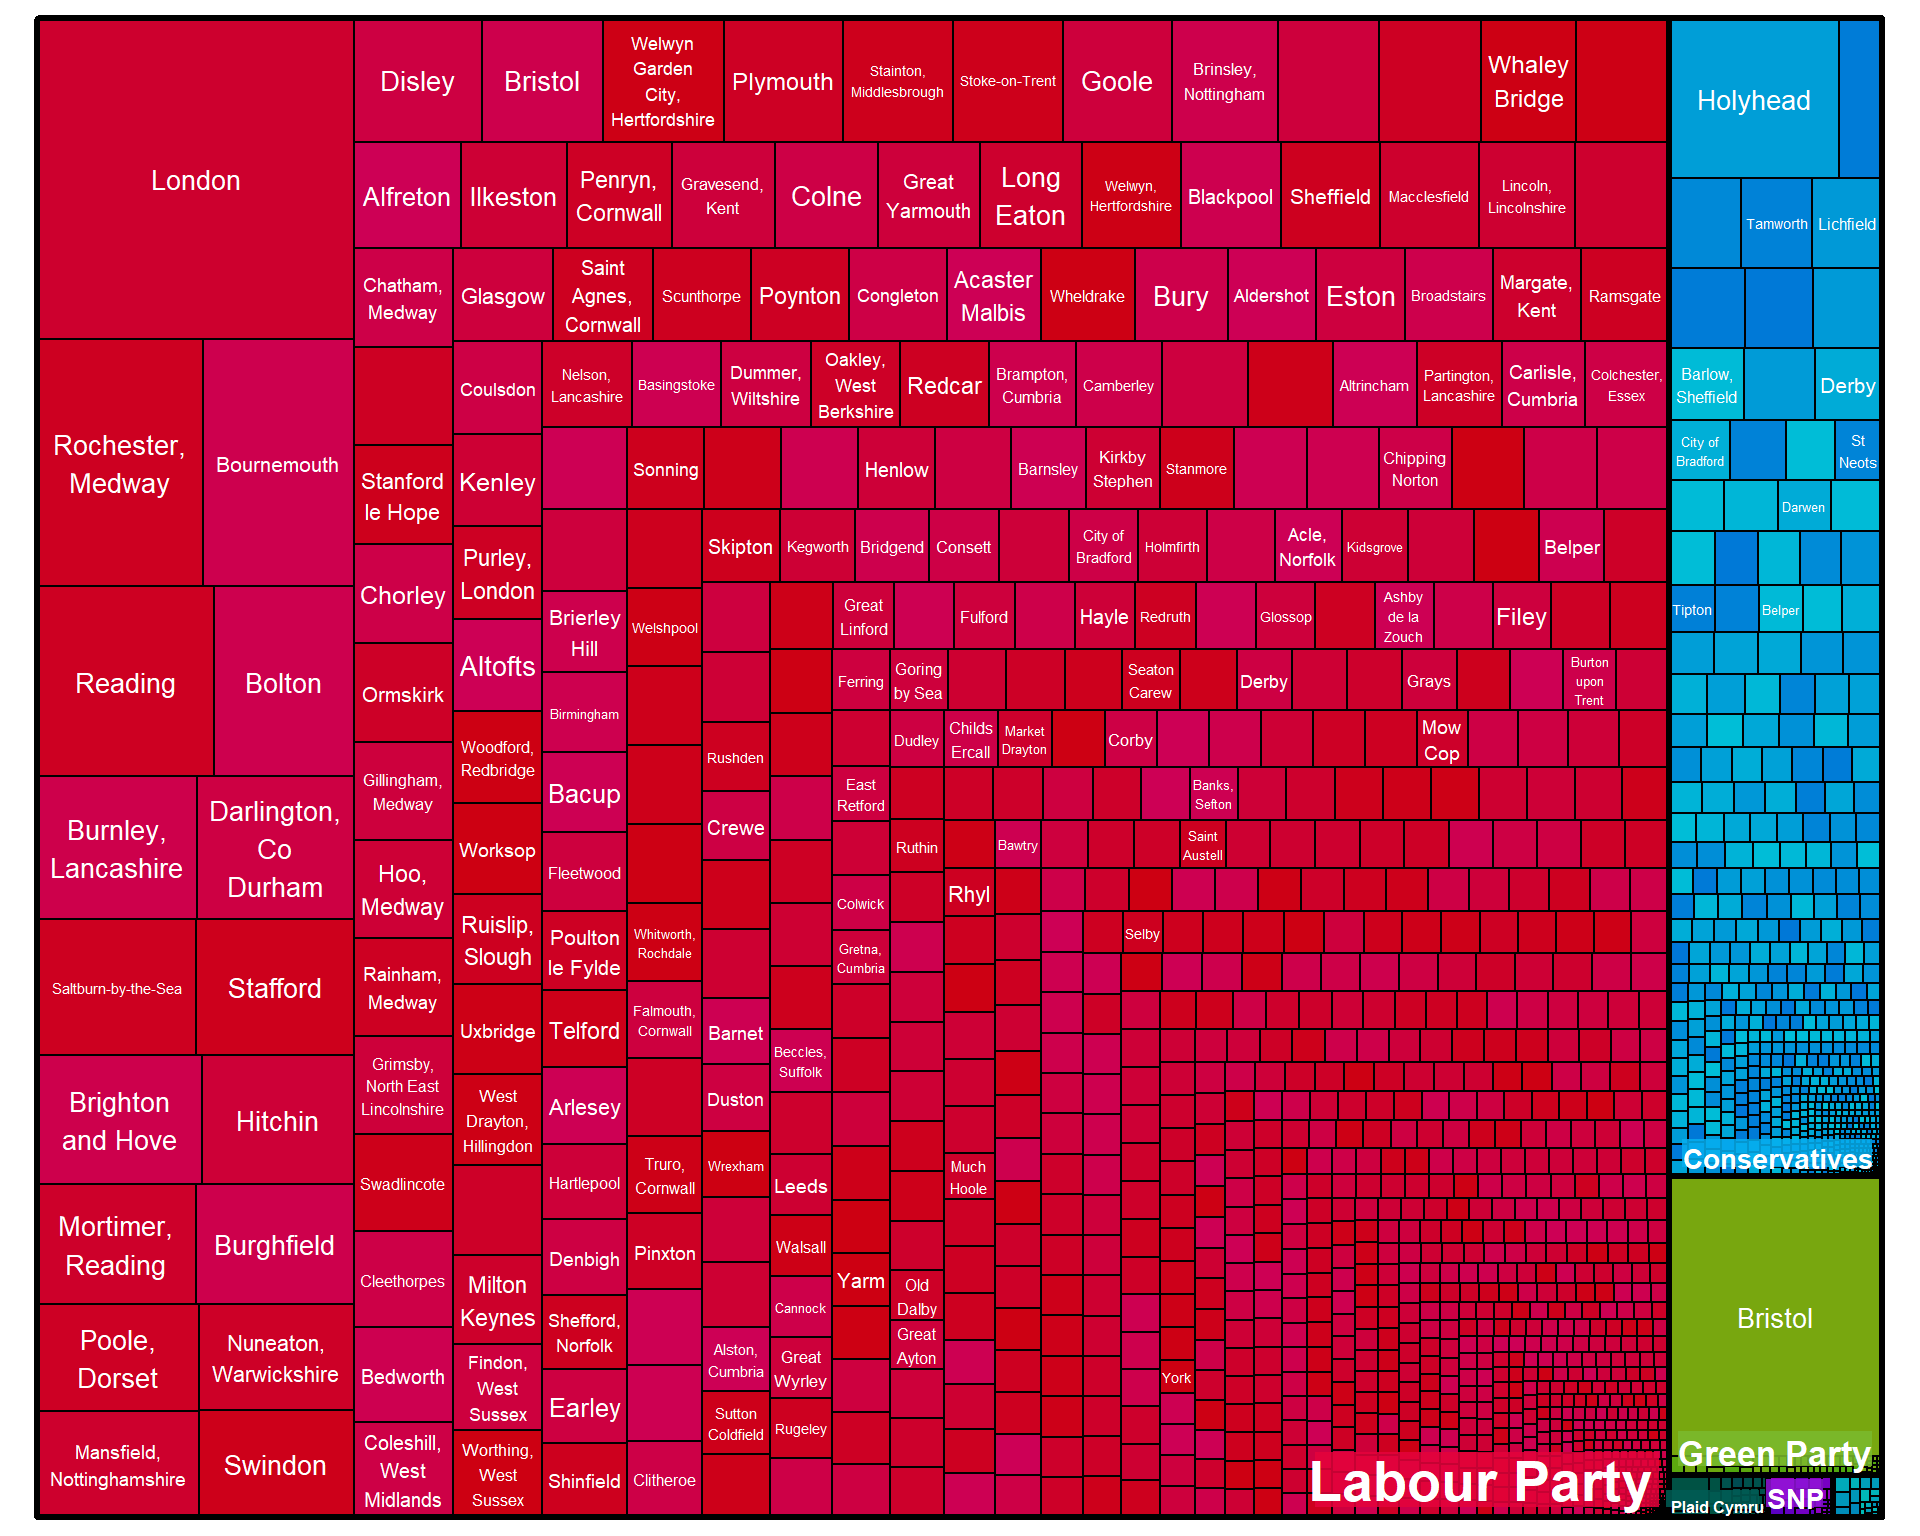 London
Disley
Bristol
Welwyn
Garden
City,
Hertfordshire
Plymouth
Stainton,
Middlesbrough
Stoke-on-Trent
Goole
Brinsley,
Nottingham
Whaley
Bridge
Alfreton
Ilkeston
Penryn,
Cornwall
Gravesend,
Kent
Colne
Great
Yarmouth
Long
Eaton
Welwyn,
Hertfordshire
Blackpool
Sheffield
Macclesfield
Lincoln,
Lincolnshire
Chatham,
Medway
Glasgow
Saint
Agnes,
Cornwall
Scunthorpe
Poynton
Congleton
Acaster
Malbis
Wheldrake
Bury
Aldershot
Eston
Broadstairs
Margate,
Kent
Ramsgate
Coulsdon
Nelson,
Lancashire
Basingstoke
Dummer,
Wiltshire
Oakley,
West
Berkshire
Redcar
Brampton,
Cumbria
Camberley
Altrincham
Partington,
Lancashire
Carlisle,
Cumbria
Colchester,
Essex
Rochester,
Medway
Bournemouth
Stanford
le Hope
Kenley
Sonning
Henlow
Barnsley
Kirkby
Stephen
Stanmore
Chipping
Norton
Chorley
Purley,
London
Skipton
Kegworth
Bridgend
Consett
City of
Bradford
Holmfirth
Acle,
Norfolk
Kidsgrove
Belper
Reading
Bolton
Ormskirk
Altofts
Brierley
Hill
Welshpool
Great
Linford
Fulford
Hayle
Redruth
Glossop
Ashby
de la
Zouch
Filey
Birmingham
Ferring
Goring
by Sea
Seaton
Carew
Derby
Grays
Burton
upon
Trent
Gillingham,
Medway
Woodford,
Redbridge
Bacup
Rushden
Dudley
Childs
Ercall
Market
Drayton
Corby
Mow
Cop
Burnley,
Lancashire
Darlington,
Co
Durham
Hoo,
Medway
Worksop
Fleetwood
Crewe
East
Retford
Banks,
Sefton
Ruthin
Bawtry
Saint
Austell
Saltburn-by-the-Sea
Stafford
Rainham,
Medway
Ruislip,
Slough
Poulton
le Fylde
Whitworth,
Rochdale
Colwick
Rhyl
Gretna,
Cumbria
Selby
Uxbridge
Telford
Falmouth,
Cornwall
Barnet
Beccles,
Suffolk
Brighton
and Hove
Hitchin
Grimsby,
North East
Lincolnshire
West
Drayton,
Hillingdon
Arlesey
Duston
Swadlincote
Hartlepool
Truro,
Cornwall
Wrexham
Leeds
Much
Hoole
Mortimer,
Reading
Burghfield
Cleethorpes
Denbigh
Pinxton
Walsall
Yarm
Old
Dalby
Milton
Keynes
Shefford,
Norfolk
Cannock
Great
Ayton
Poole,
Dorset
Nuneaton,
Warwickshire
Bedworth
Findon,
West
Sussex
Earley
Alston,
Cumbria
Great
Wyrley
York
Mansfield,
Nottinghamshire
Swindon
Coleshill,
West
Midlands
Worthing,
West
Sussex
Shinfield
Clitheroe
Sutton
Coldfield
Rugeley
Labour Party
Holyhead
Tamworth
Lichfield
Barlow,
Sheffield
Derby
City of
Bradford
St
Neots
Darwen
Tipton
Belper
Conservatives
Bristol
Green Party
Plaid Cymru
SNP